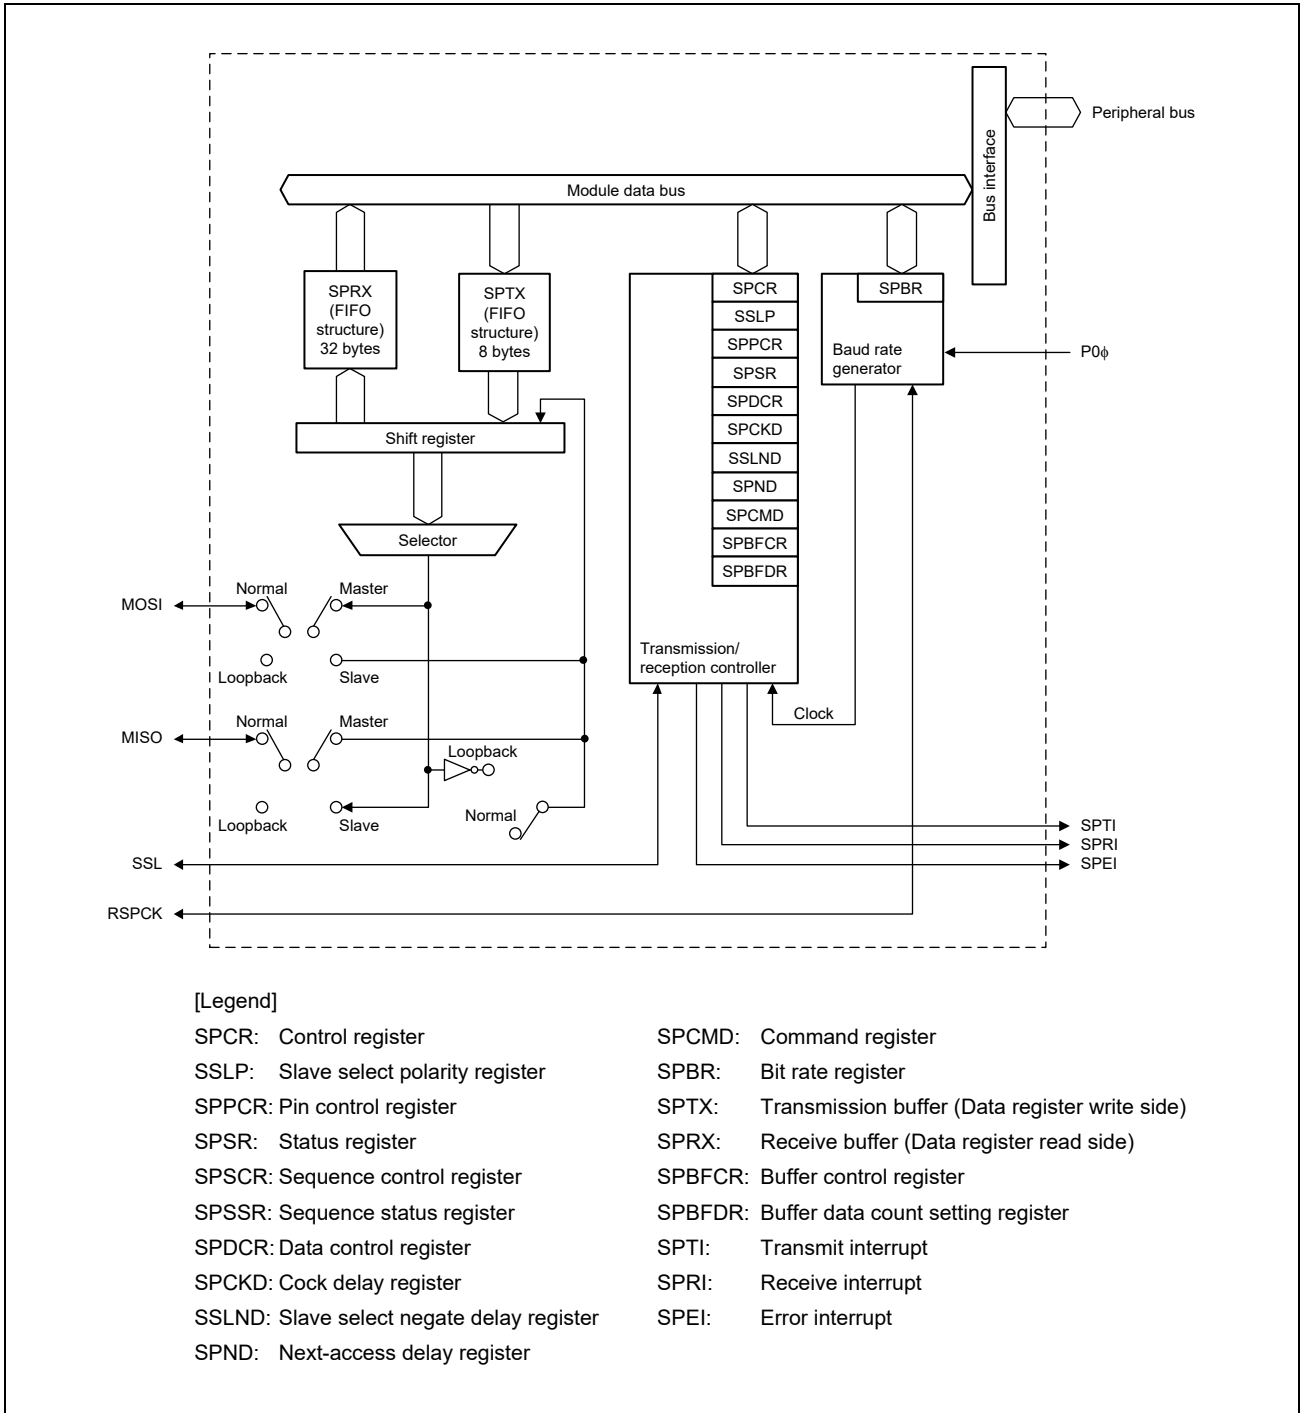 Peripheral bus
Bus interface
Module data bus
SPRX
(FIFO
structure)
32 bytes
SPTX
(FIFO
structure)
8 bytes
SPCR
SSLP
SPPCR
SPSR
SPDCR
SPCKD
SSLND
SPND
SPCMD
SPBFCR
SPBFDR
Transmission/
reception controller
SPBR
Baud rate
generator
P0ϕ
Shift register
Selector
Normal
Master
MOSI
Loopback
Slave
Normal
Master
MISO
Loopback
Loopback
Slave
Normal
Clock
SSL
RSPCK
SPTI
SPRI
SPEI
[Legend]
SPCR: Control register
SSLP: Slave select polarity register
SPPCR: Pin control register
SPSR: Status register
SPSCR: Sequence control register
SPSSR: Sequence status register
SPDCR: Data control register
SPCKD: Cock delay register
SSLND: Slave select negate delay register
SPND: Next-access delay register
SPCMD: Command register
SPBR: Bit rate register
SPTX: Transmission buffer (Data register write side)
SPRX: Receive buffer (Data register read side)
SPBFCR: Buffer control register
SPBFDR: Buffer data count setting register
SPTI: Transmit interrupt
SPRI: Receive interrupt
SPEI: Error interrupt